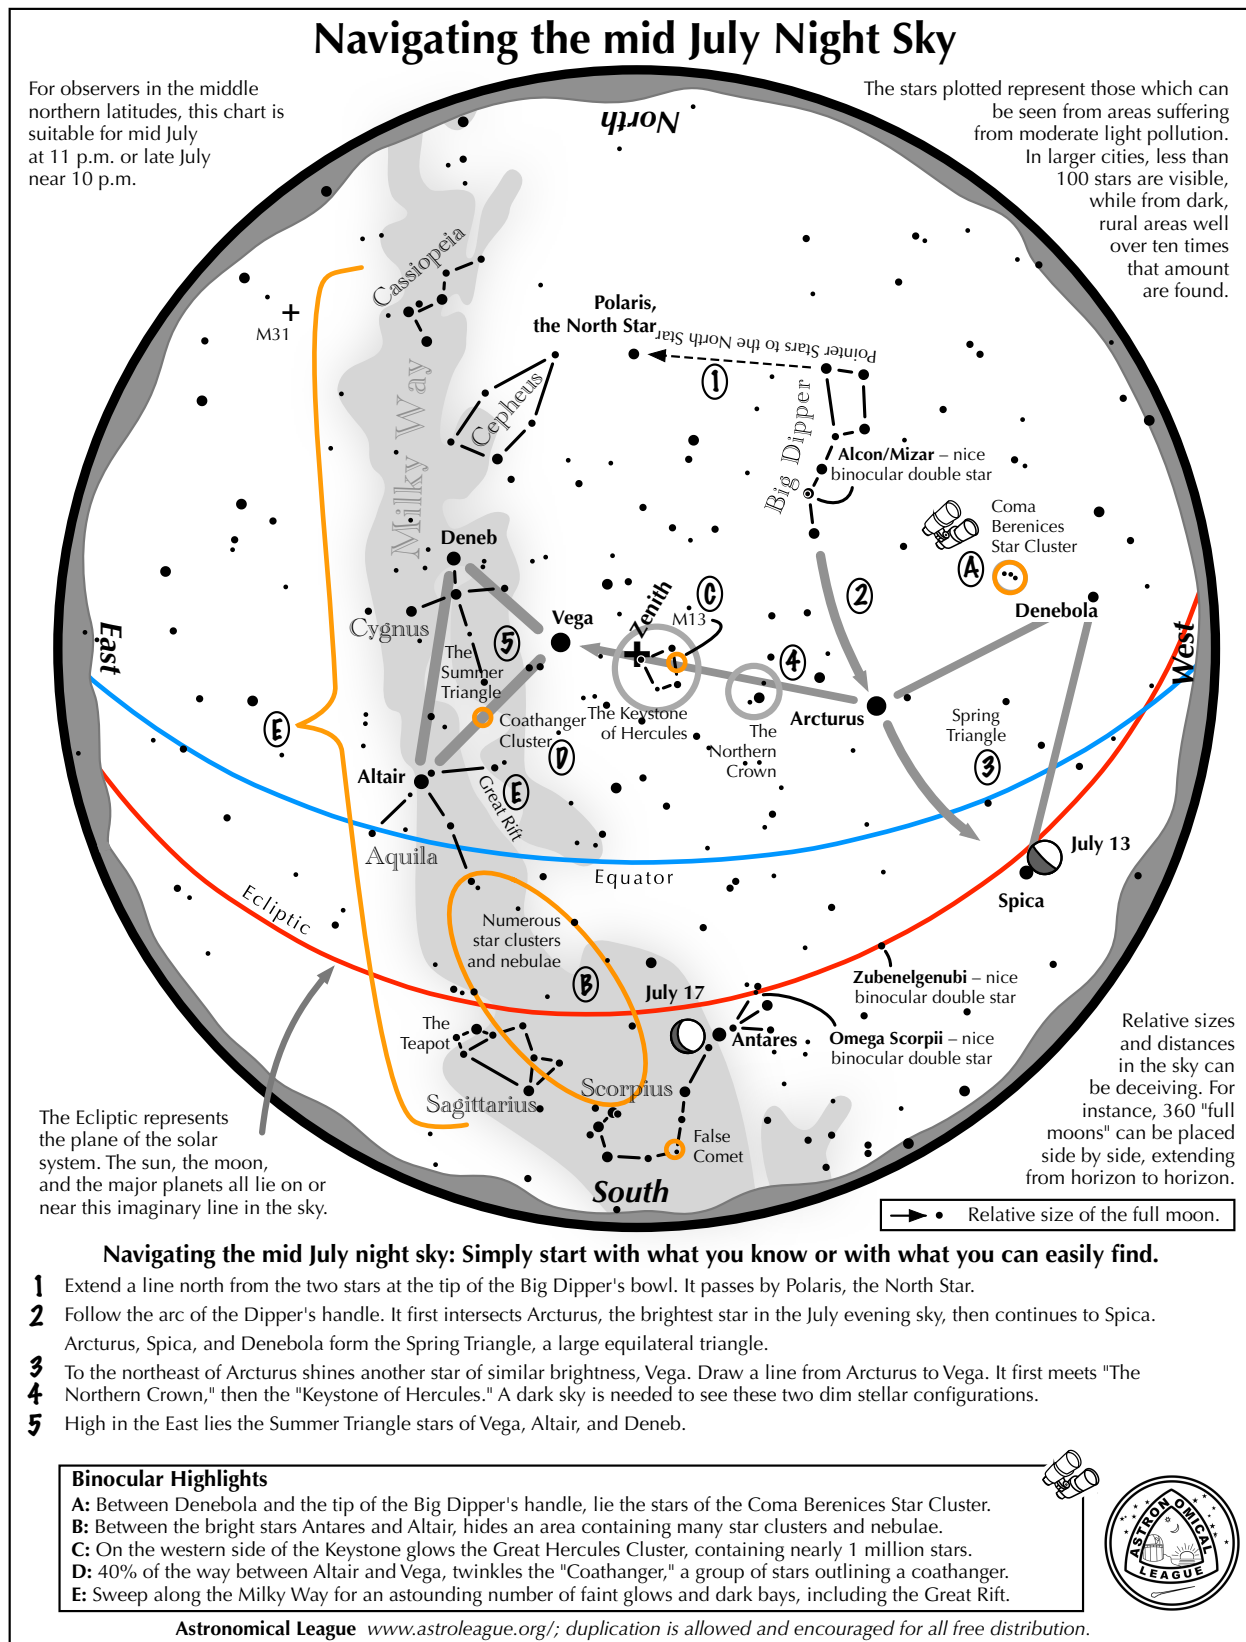 Navigating the mid July Night Sky
For observers in the middle
northern latitudes, this chart is
suitable for mid July
at 11 p.m. or late July
near 10 p.m.
The stars plotted represent those which can
be seen from areas suffering
from moderate light pollution.
In larger cities, less than
100 stars are visible,
while from dark,
rural areas well
over ten times
that amount
are found.
North
Cassiopeia
M31
Polaris,
the North Star
Pointer Stars to the North Star
1
Milky Way
Cepheus
Big Dipper
Alcon/Mizar – nice
binocular double star
Coma
Berenices
Star Cluster
A
Deneb
2
Denebola
Cygnus
Vega
Zenith
C
M13
East
West
5
The
Summer
Triangle
4
Arcturus
Spring
Triangle
3
E
Coathanger
Cluster
D
The Keystone
of Hercules
The
Northern
Crown
Altair
Great Rift
E
Aquila
Equator
July 13
Spica
Ecliptic
Numerous
star clusters
and nebulae
B
July 17
Zubenelgenubi – nice
binocular double star
The
Teapot
Antares
Omega Scorpii – nice
binocular double star
Sagittarius
Scorpius
False
Comet
South
The Ecliptic represents
the plane of the solar
system. The sun, the moon,
and the major planets all lie on or
near this imaginary line in the sky.
Relative sizes
and distances
in the sky can
be deceiving. For
instance, 360 "full
moons" can be placed
side by side, extending
from horizon to horizon.
Relative size of the full moon.
Navigating the mid July night sky: Simply start with what you know or with what you can easily find.
1 Extend a line north from the two stars at the tip of the Big Dipper's bowl. It passes by Polaris, the North Star.
2 Follow the arc of the Dipper's handle. It first intersects Arcturus, the brightest star in the July evening sky, then continues to Spica.
Arcturus, Spica, and Denebola form the Spring Triangle, a large equilateral triangle.
3 To the northeast of Arcturus shines another star of similar brightness, Vega. Draw a line from Arcturus to Vega. It first meets "The
4 Northern Crown," then the "Keystone of Hercules." A dark sky is needed to see these two dim stellar configurations.
5 High in the East lies the Summer Triangle stars of Vega, Altair, and Deneb.
Binocular Highlights
A: Between Denebola and the tip of the Big Dipper's handle, lie the stars of the Coma Berenices Star Cluster.
B: Between the bright stars Antares and Altair, hides an area containing many star clusters and nebulae.
C: On the western side of the Keystone glows the Great Hercules Cluster, containing nearly 1 million stars.
D: 40% of the way between Altair and Vega, twinkles the "Coathanger," a group of stars outlining a coathanger.
E: Sweep along the Milky Way for an astounding number of faint glows and dark bays, including the Great Rift.
ASTRONOMICAL
LEAGUE
Astronomical League www.astroleague.org/; duplication is allowed and encouraged for all free distribution.